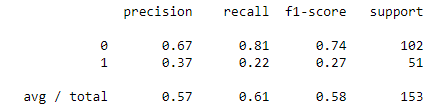 precision recall f1-score support
0 0.67 0.81 0.74 102
1 0.37 0.22 0.27 51
avg / total 0.57 0.61 0.58 153